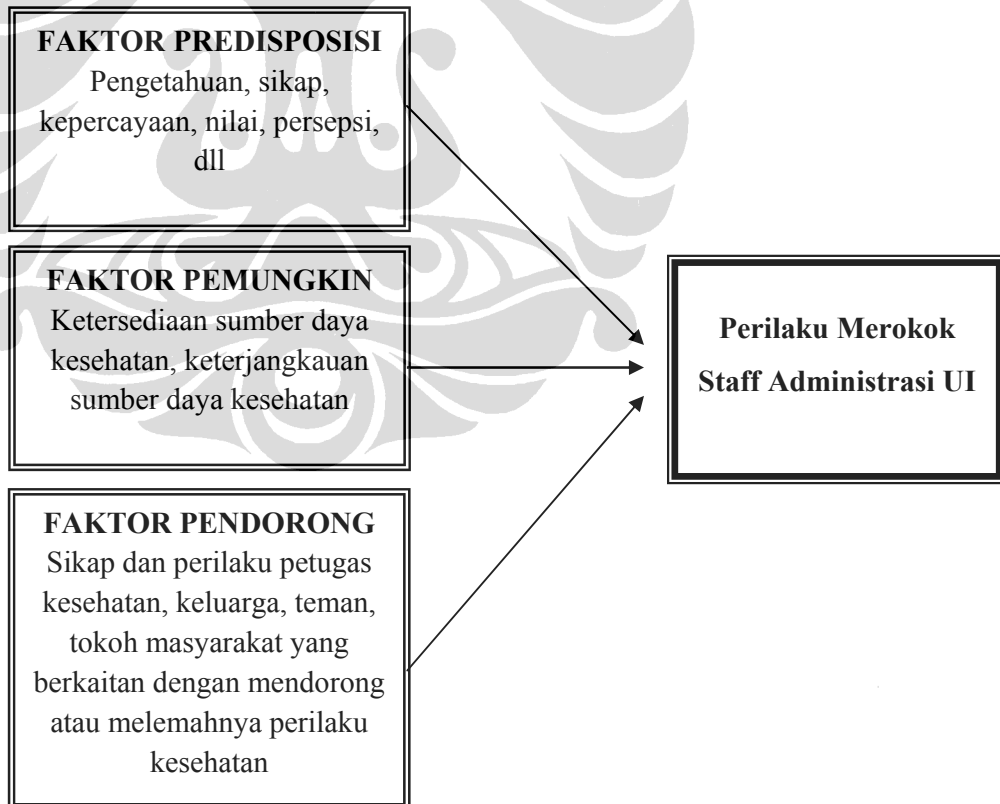 FAKTOR PREDISPOSISI
Pengetahuan, sikap,
kepercayaan, nilai, persepsi,
dll
FAKTOR PEMUNGKIN
Ketersediaan sumber daya
kesehatan, keterjangkauan
sumber daya kesehatan
FAKTOR PENDORONG
Sikap dan perilaku petugas
kesehatan, keluarga, teman,
tokoh masyarakat yang
berkaitan dengan mendorong
atau melemahnya perilaku
kesehatan
Perilaku Merokok
Staff Administrasi UI